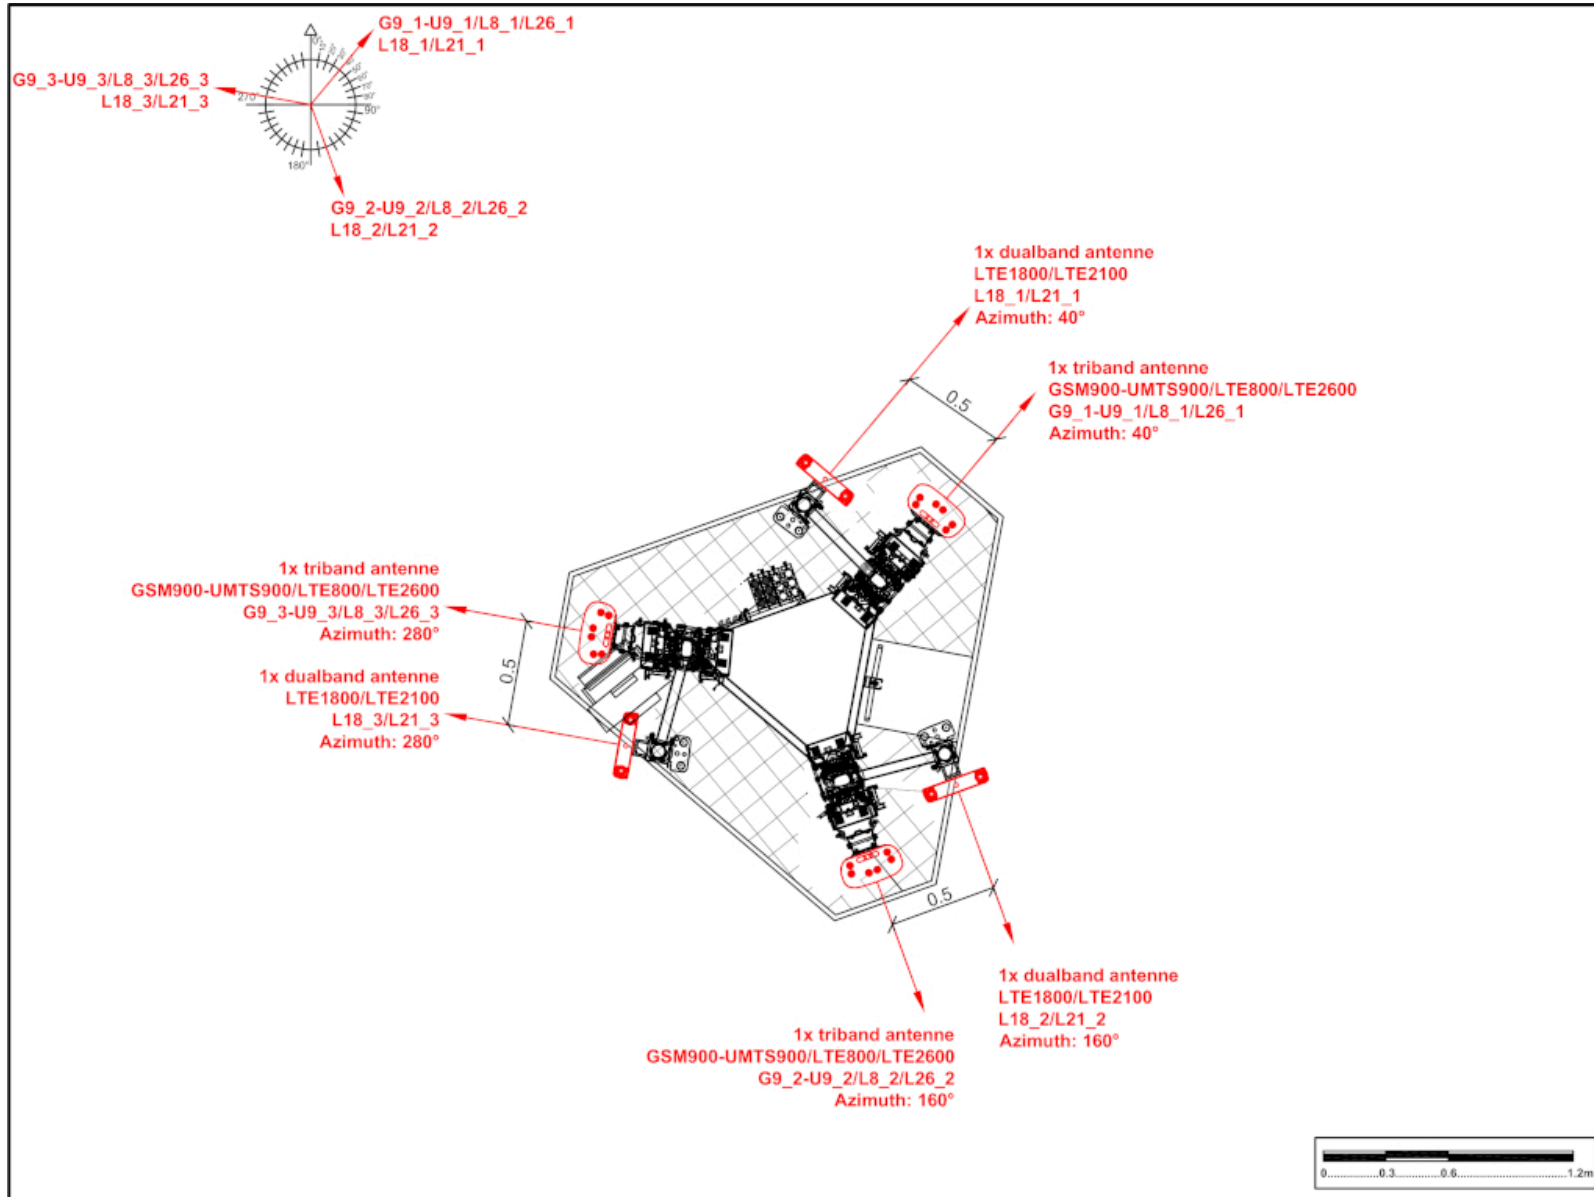 G9_1-U9_1/L8_1/L26_1
L18_1/L21_1
G9_3-U9_3/L8_3/L26_3
L18_3/L21_3
270°
90°
180°
G9_2-U9_2/L8_2/L26_2
L18_2/L21_2
1x dualband antenne
LTE1800/LTE2100
L18_1/L21_1
Azimuth: 40°
1x triband antenne
GSM900-UMTS900/LTE800/LTE2600
G9_1-U9_1/L8_1/L26_1
Azimuth: 40°
0.5
1x triband antenne
GSM900-UMTS900/LTE800/LTE2600
G9_3-U9_3/L8_3/L26_3
Azimuth: 280°
0.5
1x dualband antenne
LTE1800/LTE2100
L18_3/L21_3
Azimuth: 280°
0.5
1x dualband antenne
LTE1800/LTE2100
L18_2/L21_2
Azimuth: 160°
1x triband antenne
GSM900-UMTS900/LTE800/LTE2600
G9_2-U9_2/L8_2/L26_2
Azimuth: 160°
0..............0.3............0.6...........................1.2m